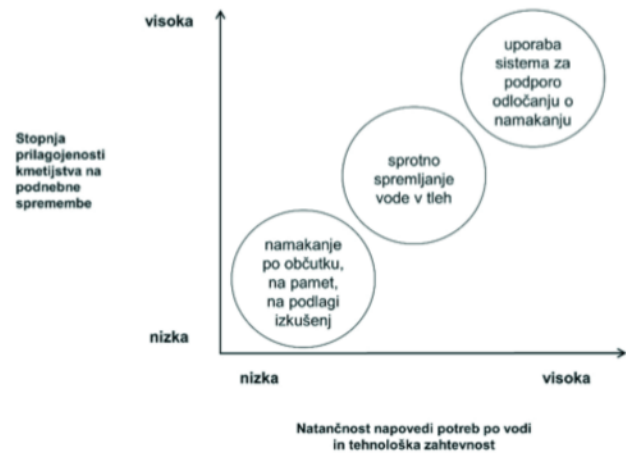 visoka
uporaba
sistema za
podporo
odločanju o
namakanju
Stopnja
prilagojenosti
kmetijstva na
podnebne
spremembe
sprotno
spremljanje
vode v tleh
namakanje
po občutku,
na pamet,
na podlagi
izkušenj
nizka
nizka
visoka
Natančnost napovedi potreb po vodi
in tehnološka zahtevnost